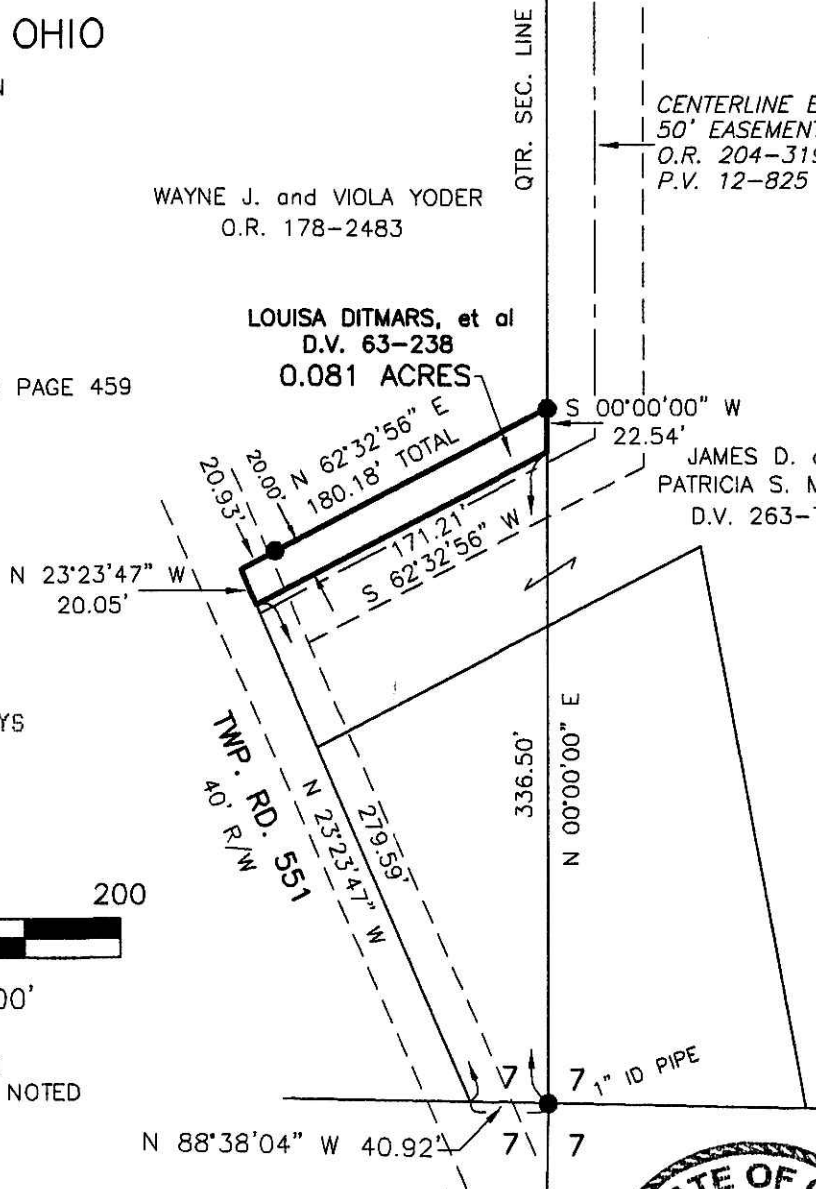 OHIO
N
QTR. SEC. LINE
CENTERLINE E
50' EASEMENT
O.R. 204-319
P.V. 12-825
WAYNE J. and VIOLA YODER
O.R. 178-2483
LOUISA DITMARS, et al
D.V. 63-238
0.081 ACRES
PAGE 459
N 62°32'56" E
180.18' TOTAL
S 00°00'00" W
22.54'
20.00'
20.93'
JAMES D.
PATRICIA S. M
D.V. 263-
171.21'
S 62°32'56" W
N 23°23'47" W
20.05'
YS
TWP. RD. 551
40' R/W
N 23°23'47" W
279.59'
336.50'
N 00°00'00" E
200
00'
NOTED
7 7
1" ID PIPE
N 88°38'04" W 40.92'
7 7
TE OF